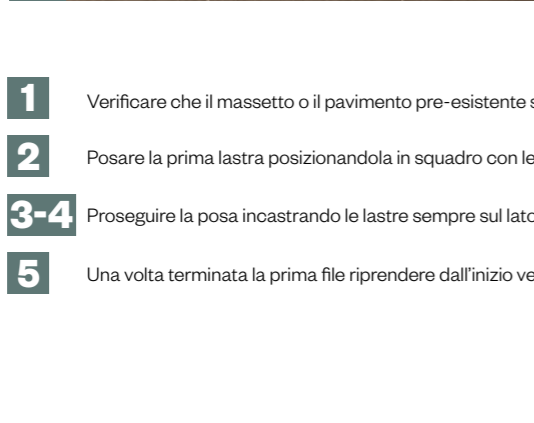 1 Verificare che il massetto o il pavimento pre-esistente
2 Posare la prima lastra posizionandola in squadro con le
3-4 Proseguire la posa incastrando le lastre sempre sul lato
5 Una volta terminata la prima file riprendere dall'inizio